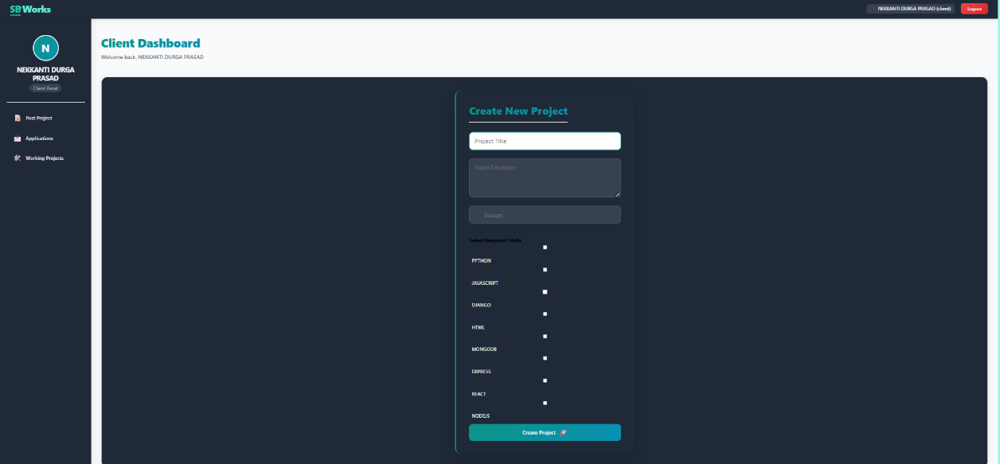 SB Works
NEKKANTI DURGA PRASAD (client)
Logout
N
NEKKANTI DURGA
PRASAD
Client Panel
Post Project
Applications
Working Projects
Client Dashboard
Welcome back, NEKKANTI DURGA PRASAD
Create New Project
Project Title
Project Description
Budget
Select Required Skills
PYTHON
JAVASCRIPT
DJANGO
HTML
MONGODB
EXPRESS
REACT
NODEJS
Create Project 🚀